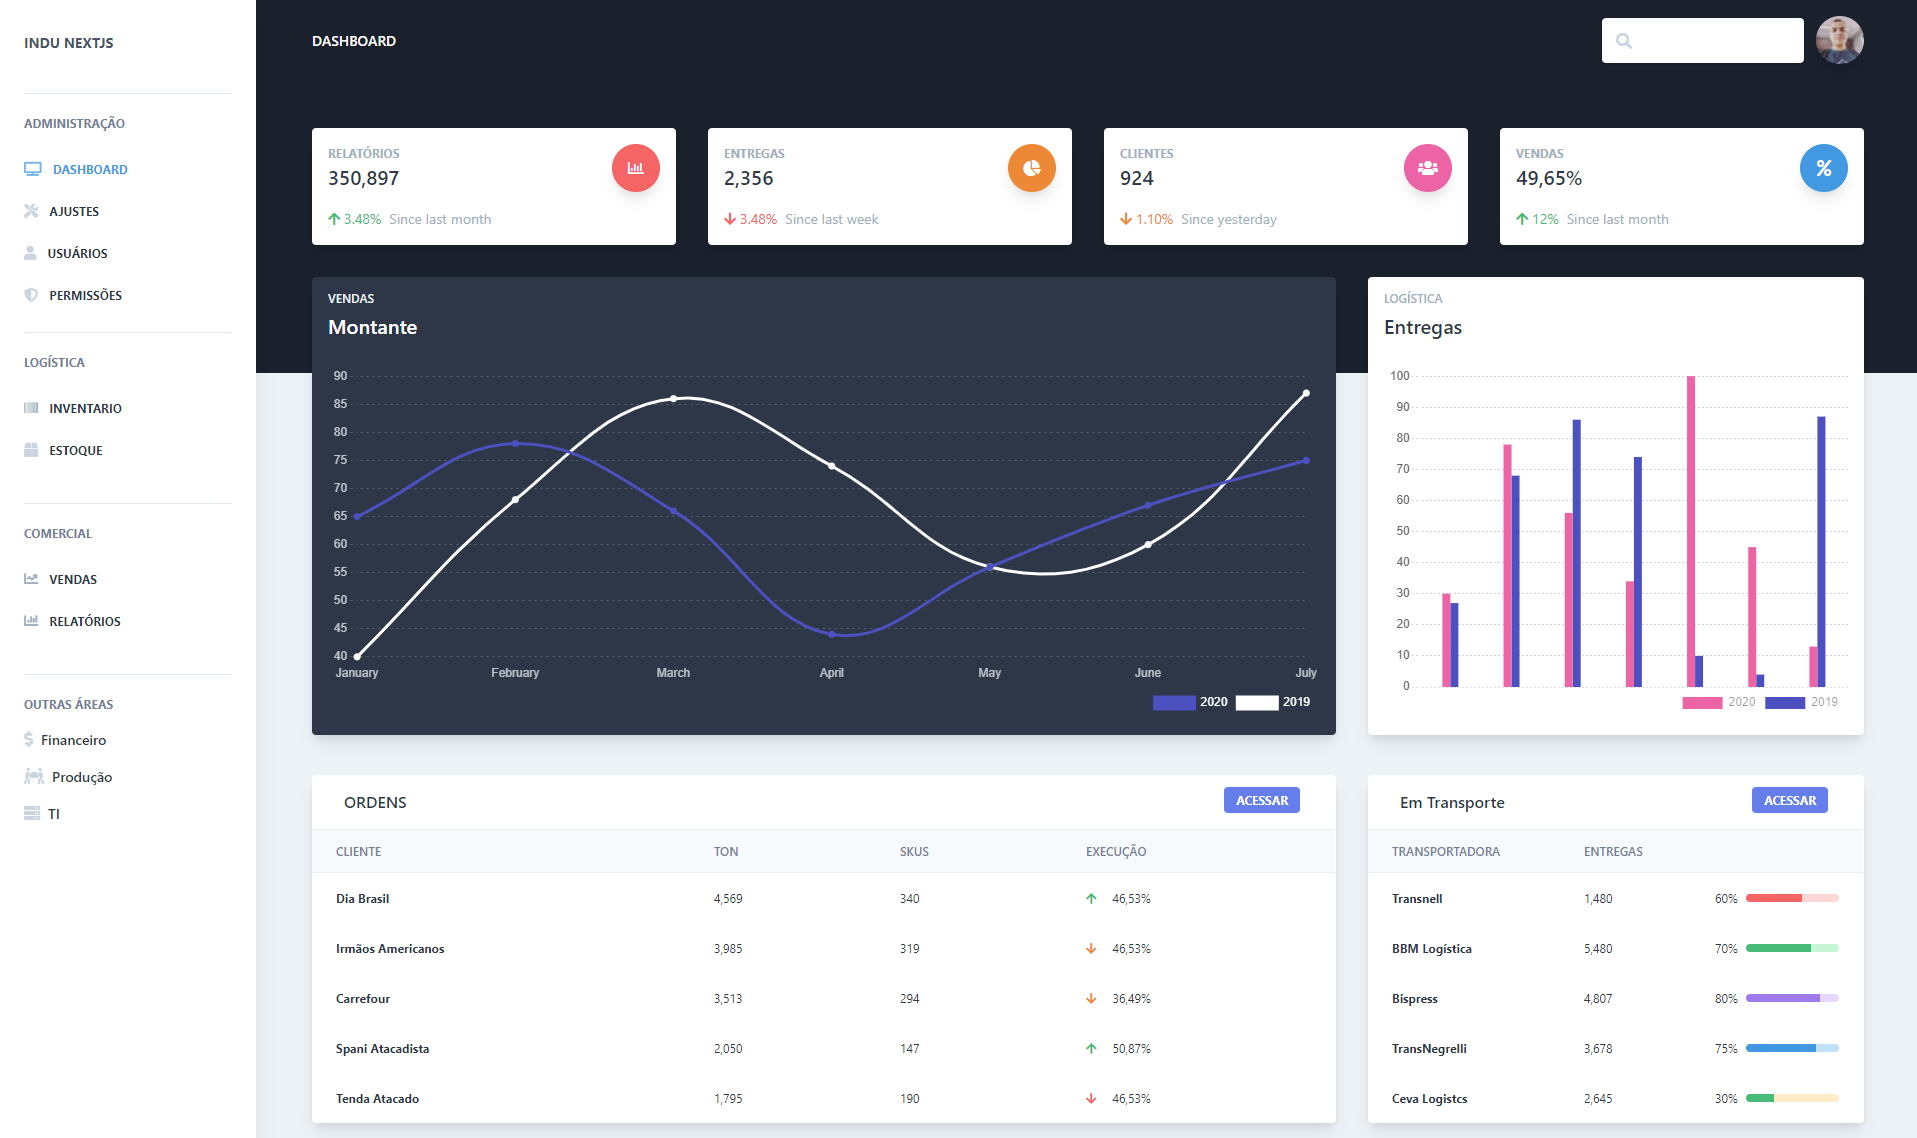 INDU NEXTJS
ADMINISTRAÇÃO
DASHBOARD
AJUSTES
USUÁRIOS
PERMISSÕES
LOGÍSTICA
INVENTARIO
ESTOQUE
COMERCIAL
VENDAS
RELATÓRIOS
OUTRAS ÁREAS
Financeiro
Produção
TI
DASHBOARD
RELATÓRIOS
350,897
3.48% Since last month
ENTREGAS
2,356
3.48% Since last week
CLIENTES
924
1.10% Since yesterday
VENDAS
49,65%
12% Since last month
VENDAS
Montante
90
85
80
75
70
65
60
55
50
45
40
January February March April May June July
2020 2019
LOGÍSTICA
Entregas
100
90
80
70
60
50
40
30
20
10
0
2020 2019
ORDENS ACESSAR
CLIENTE TON SKUS EXECUÇÃO
Dia Brasil 4,569 340 46,53%
Irmãos Americanos 3,985 319 46,53%
Carrefour 3,513 294 36,49%
Spani Atacadista 2,050 147 50,87%
Tenda Atacado 1,795 190 46,53%
Em Transporte ACESSAR
TRANSPORTADORA ENTREGAS
Transnell 1,480 60%
BBM Logística 5,480 70%
Bispress 4,807 80%
TransNegrelli 3,678 75%
Ceva Logistcs 2,645 30%